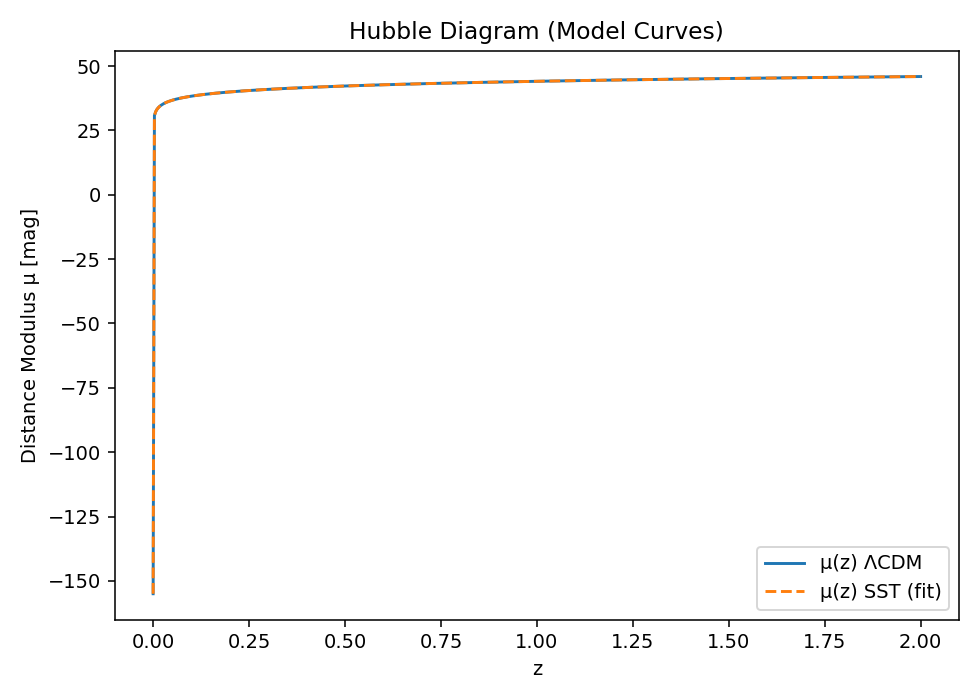 Hubble Diagram (Model Curves)
Distance Modulus μ [mag]
50
25
0
−25
−50
−75
−100
−125
−150
μ(z) ΛCDM
μ(z) SST (fit)
0.00 0.25 0.50 0.75 1.00 1.25 1.50 1.75 2.00
z